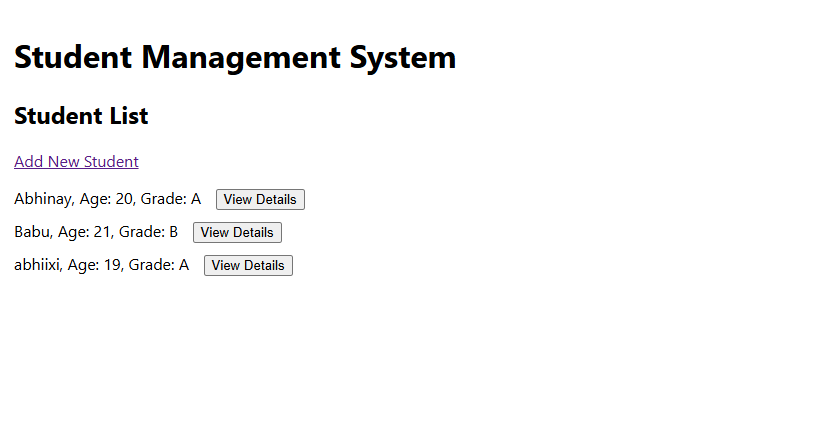 Student Management System
Student List
Add New Student
Abhinay, Age: 20, Grade: A View Details
Babu, Age: 21, Grade: B View Details
abhiixi, Age: 19, Grade: A View Details